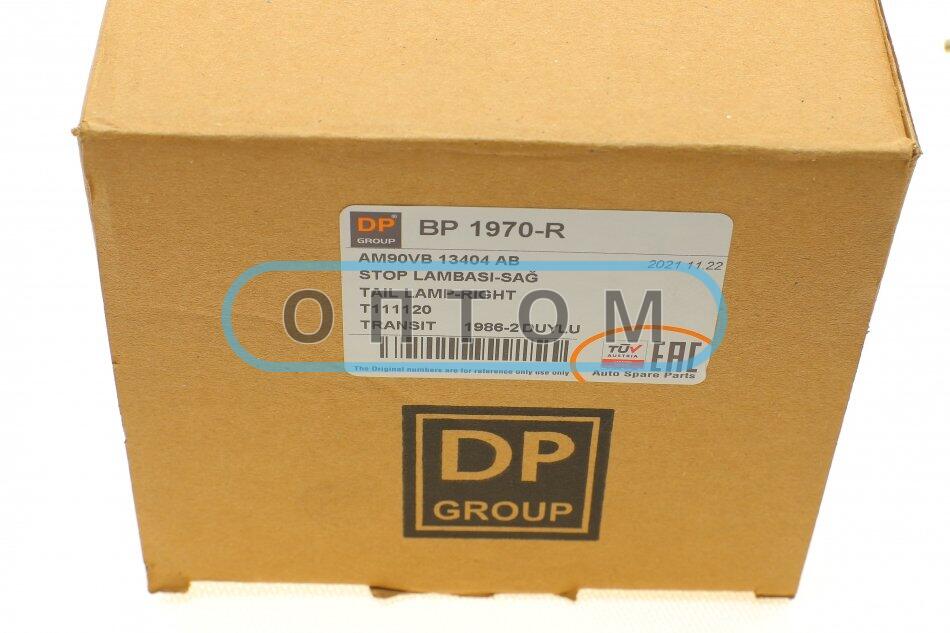 DP GROUP
BP 1970-R
AM90VB 13404 AB
2021 11.22
STOP LAMBASI-SAĞ
TAIL LAMP-RIGHT
ОПТОМ
T111120
TRANSIT 1986-2 DUYLU
TÜV AUSTRIA
EAC
The Original numbers are for reference only use only
Auto Spare Parts
DP
GROUP